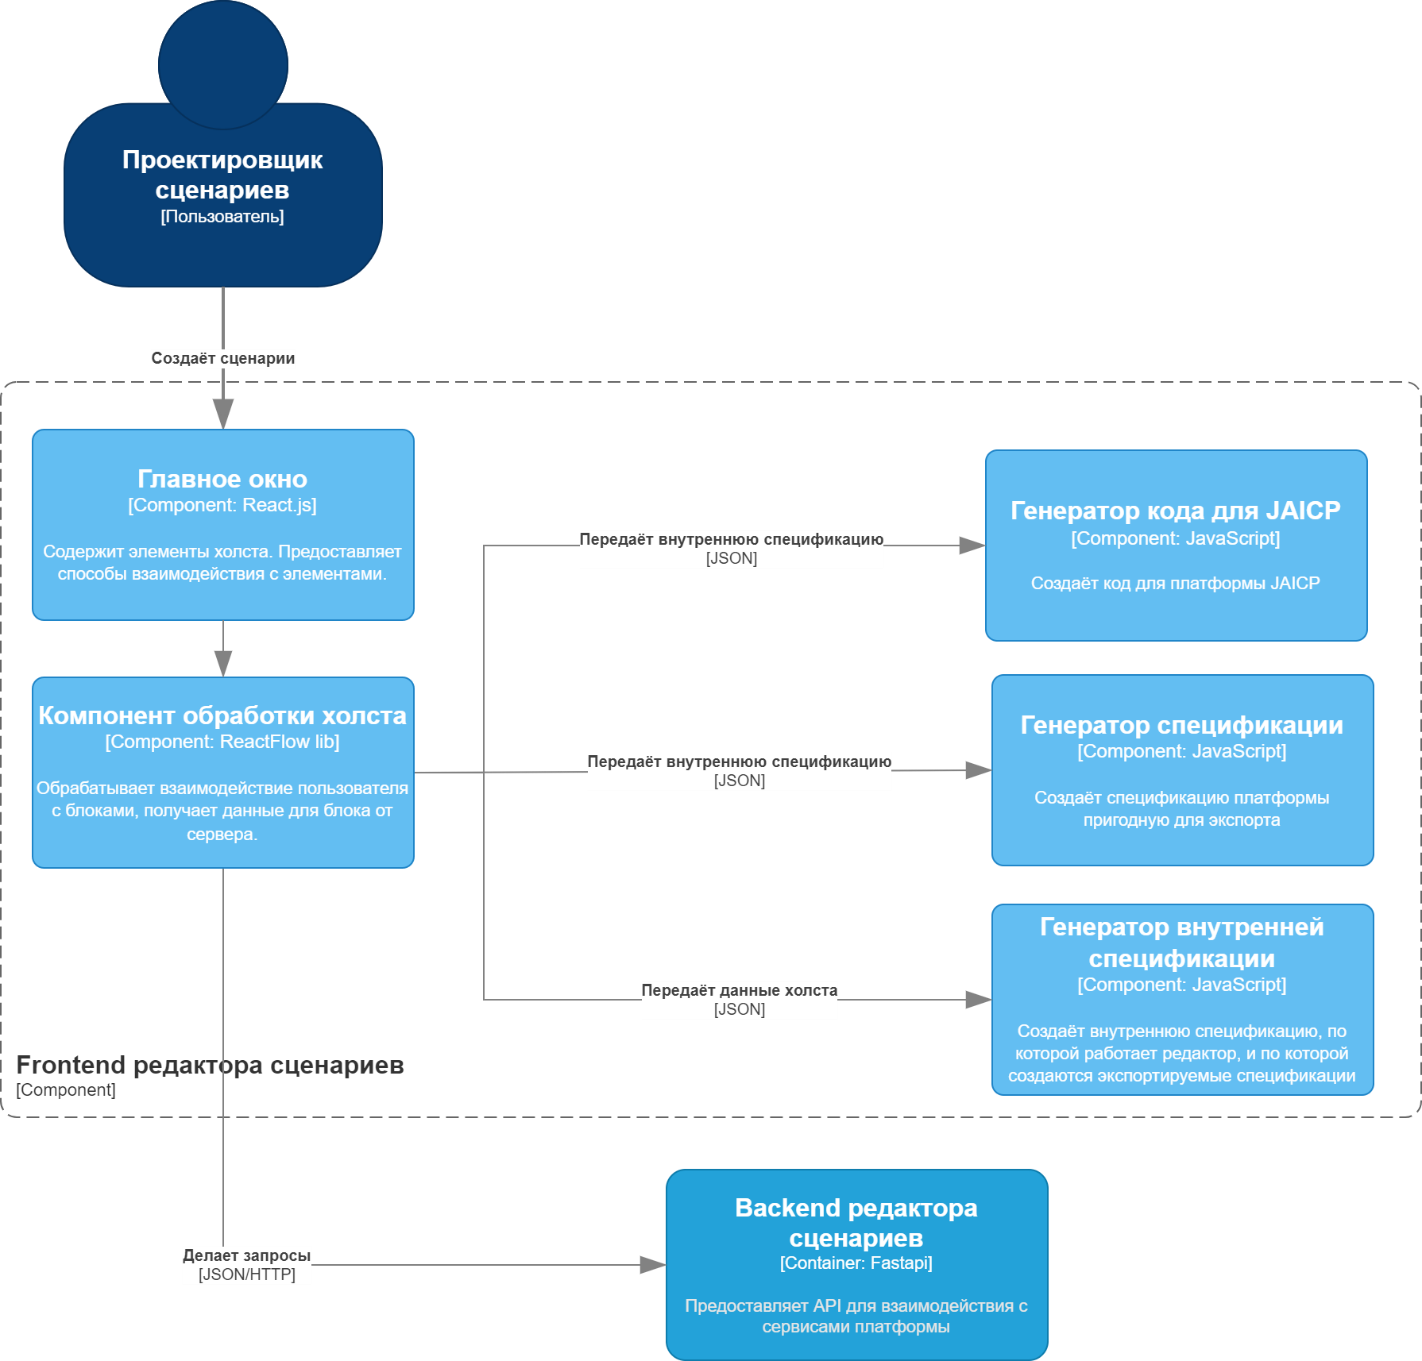 Проектировщик
сценариев
[Пользователь]
Создаёт сценарии
Главное окно
[Component: React.js]
Содержит элементы холста. Предоставляет
способы взаимодействия с элементами.
Компонент обработки холста
[Component: ReactFlow lib]
Обрабатывает взаимодействие пользователя
с блоками, получает данные для блока от
сервера.
Передаёт внутреннюю спецификацию
[JSON]
Генератор кода для JAICP
[Component: JavaScript]
Создаёт код для платформы JAICP
Передаёт внутреннюю спецификацию
[JSON]
Генератор спецификации
[Component: JavaScript]
Создаёт спецификацию платформы
пригодную для экспорта
Передаёт данные холста
[JSON]
Генератор внутренней
спецификации
[Component: JavaScript]
Создаёт внутреннюю спецификацию, по
которой работает редактор, и по которой
создаются экспортируемые спецификации
Frontend редактора сценариев
[Component]
Делает запросы
[JSON/HTTP]
Backend редактора
сценариев
[Container: Fastapi]
Предоставляет API для взаимодействия с
сервисами платформы